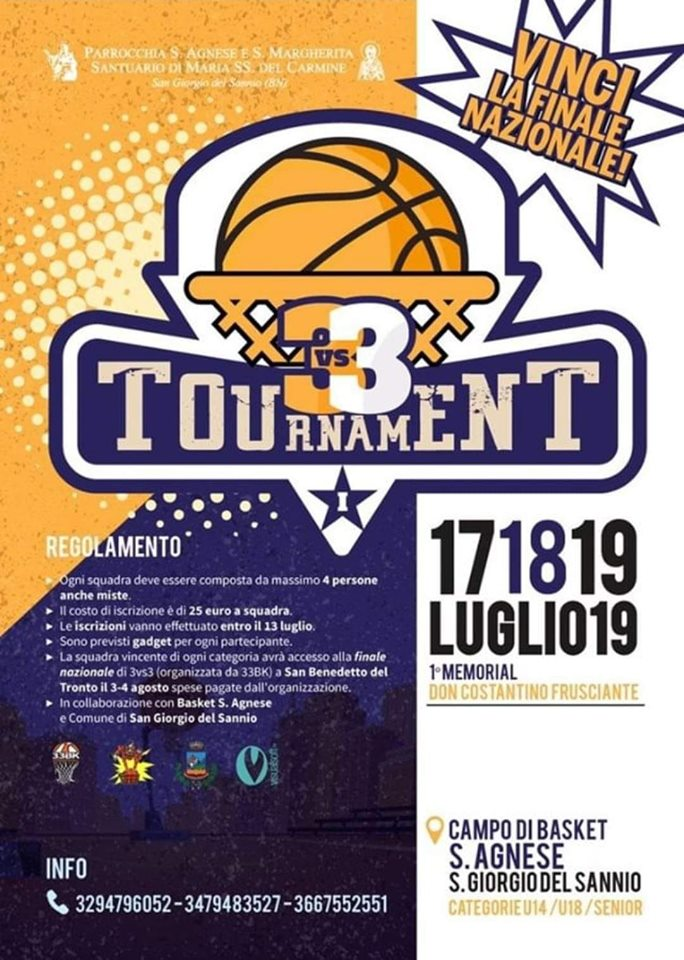 PARROCCHIA S. AGNESE E S. MARGHERITA
SANTUARIO DI MARIA SS. DEL CARMINE
San Giorgio del Sannio (BN)
VINCI
LA FINALE
NAZIONALE!
3 VS 3
TOURNAMENT
I
REGOLAMENTO
Ogni squadra deve essere composta da massimo 4 persone
anche miste.
Il costo di iscrizione è di 25 euro a squadra.
Le iscrizioni vanno effettuato entro il 13 luglio.
Sono previsti gadget per ogni partecipante.
La squadra vincente di ogni categoria avrà accesso alla finale
nazionale di 3vs3 (organizzata da 33BK) a San Benedetto del
Tronto il 3-4 agosto spese pagate dall'organizzazione.
In collaborazione con Basket S. Agnese
e Comune di San Giorgio del Sannio
33BK
INFO
3294796052 - 3479483527 - 3667552551
17 18 19
LUGLIO19
1° MEMORIAL
DON COSTANTINO FRUSCIANTE
CAMPO DI BASKET
S. AGNESE
S. GIORGIO DEL SANNIO
CATEGORIE U14 / U18 / SENIOR